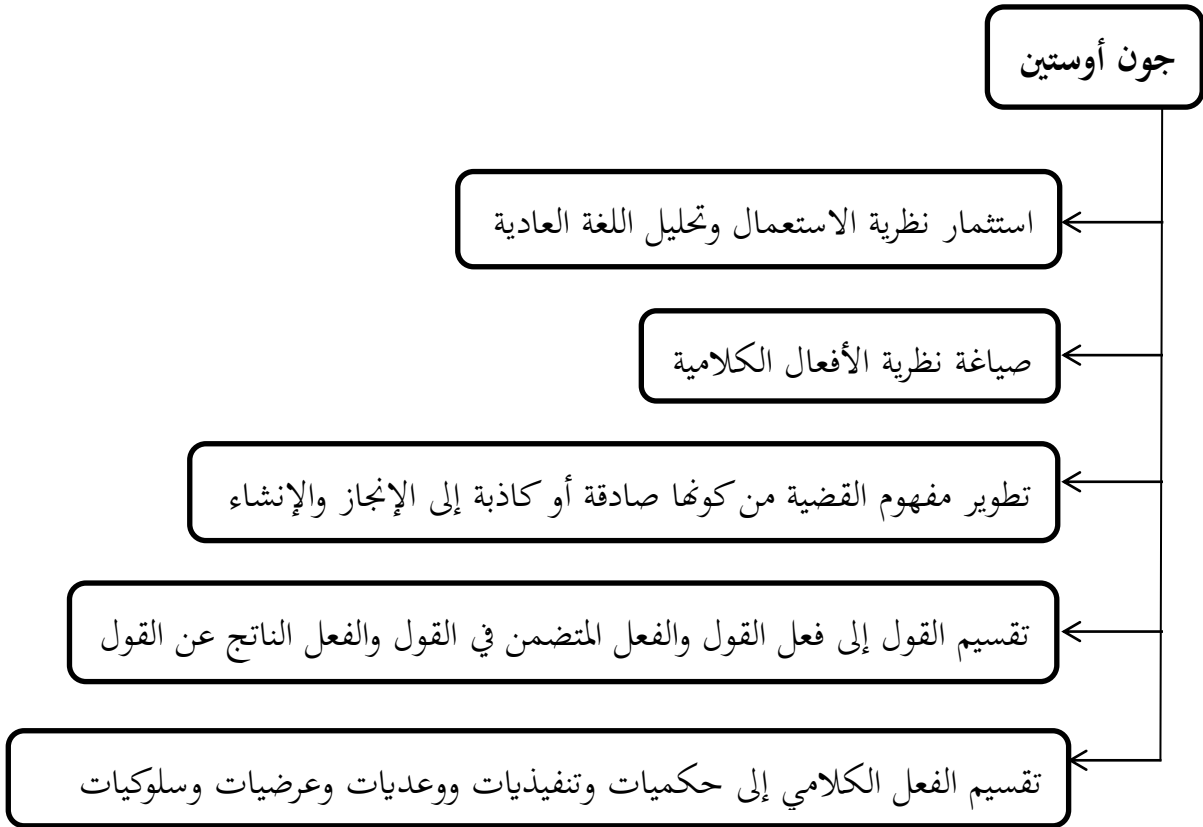 جون أوستين
استثمار نظرية الاستعمال وتحليل اللغة العادية
صياغة نظرية الأفعال الكلامية
تطوير مفهوم القضية من كونها صادقة أو كاذبة إلى الإنجاز والإنشاء
تقسيم القول إلى فعل القول والفعل المتضمن في القول والفعل الناتج عن القول
تقسيم الفعل الكلامي إلى حكميات وتنفيذيات ووعديات وعرضيات وسلوكيات